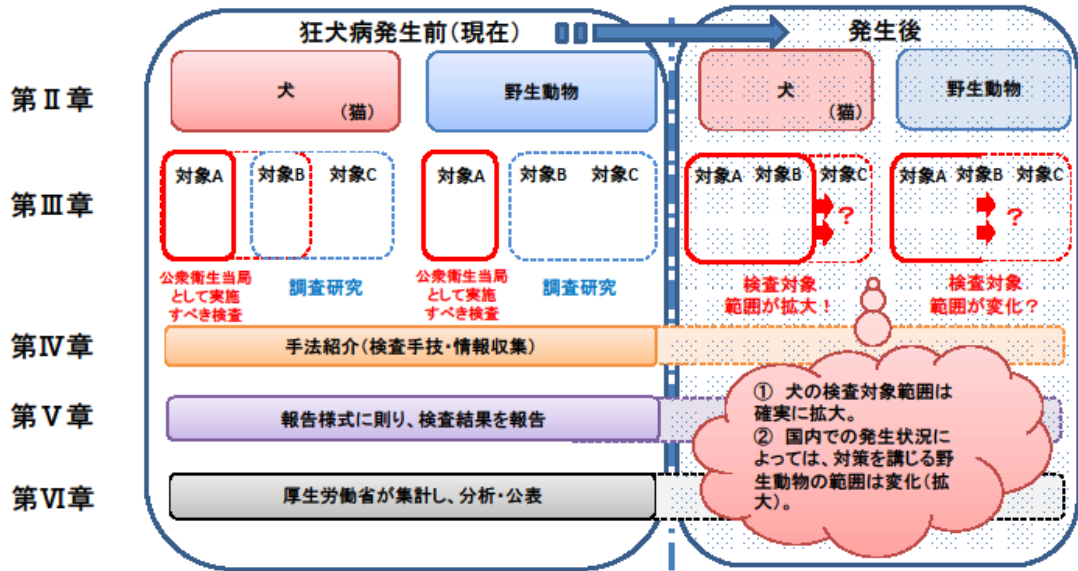 狂犬病発生前(現在)
発生後
第Ⅱ章
犬
(猫)
野生動物
犬
(猫)
野生動物
第Ⅲ章
対象A
対象B
対象C
対象A
対象B
対象C
対象A
対象B
対象C
対象A
対象B
対象C
?
?
公衆衛生当局
として実施
すべき検査
調査研究
公衆衛生当局
として実施
すべき検査
調査研究
検査対象
範囲が拡大!
検査対象
範囲が変化?
第Ⅳ章
手法紹介(検査手技・情報収集)
第Ⅴ章
報告様式に則り、検査結果を報告
第Ⅵ章
厚生労働省が集計し、分析・公表
① 犬の検査対象範囲は
確実に拡大。
② 国内での発生状況に
よっては、対策を講じる野
生動物の範囲は変化(拡
大)。